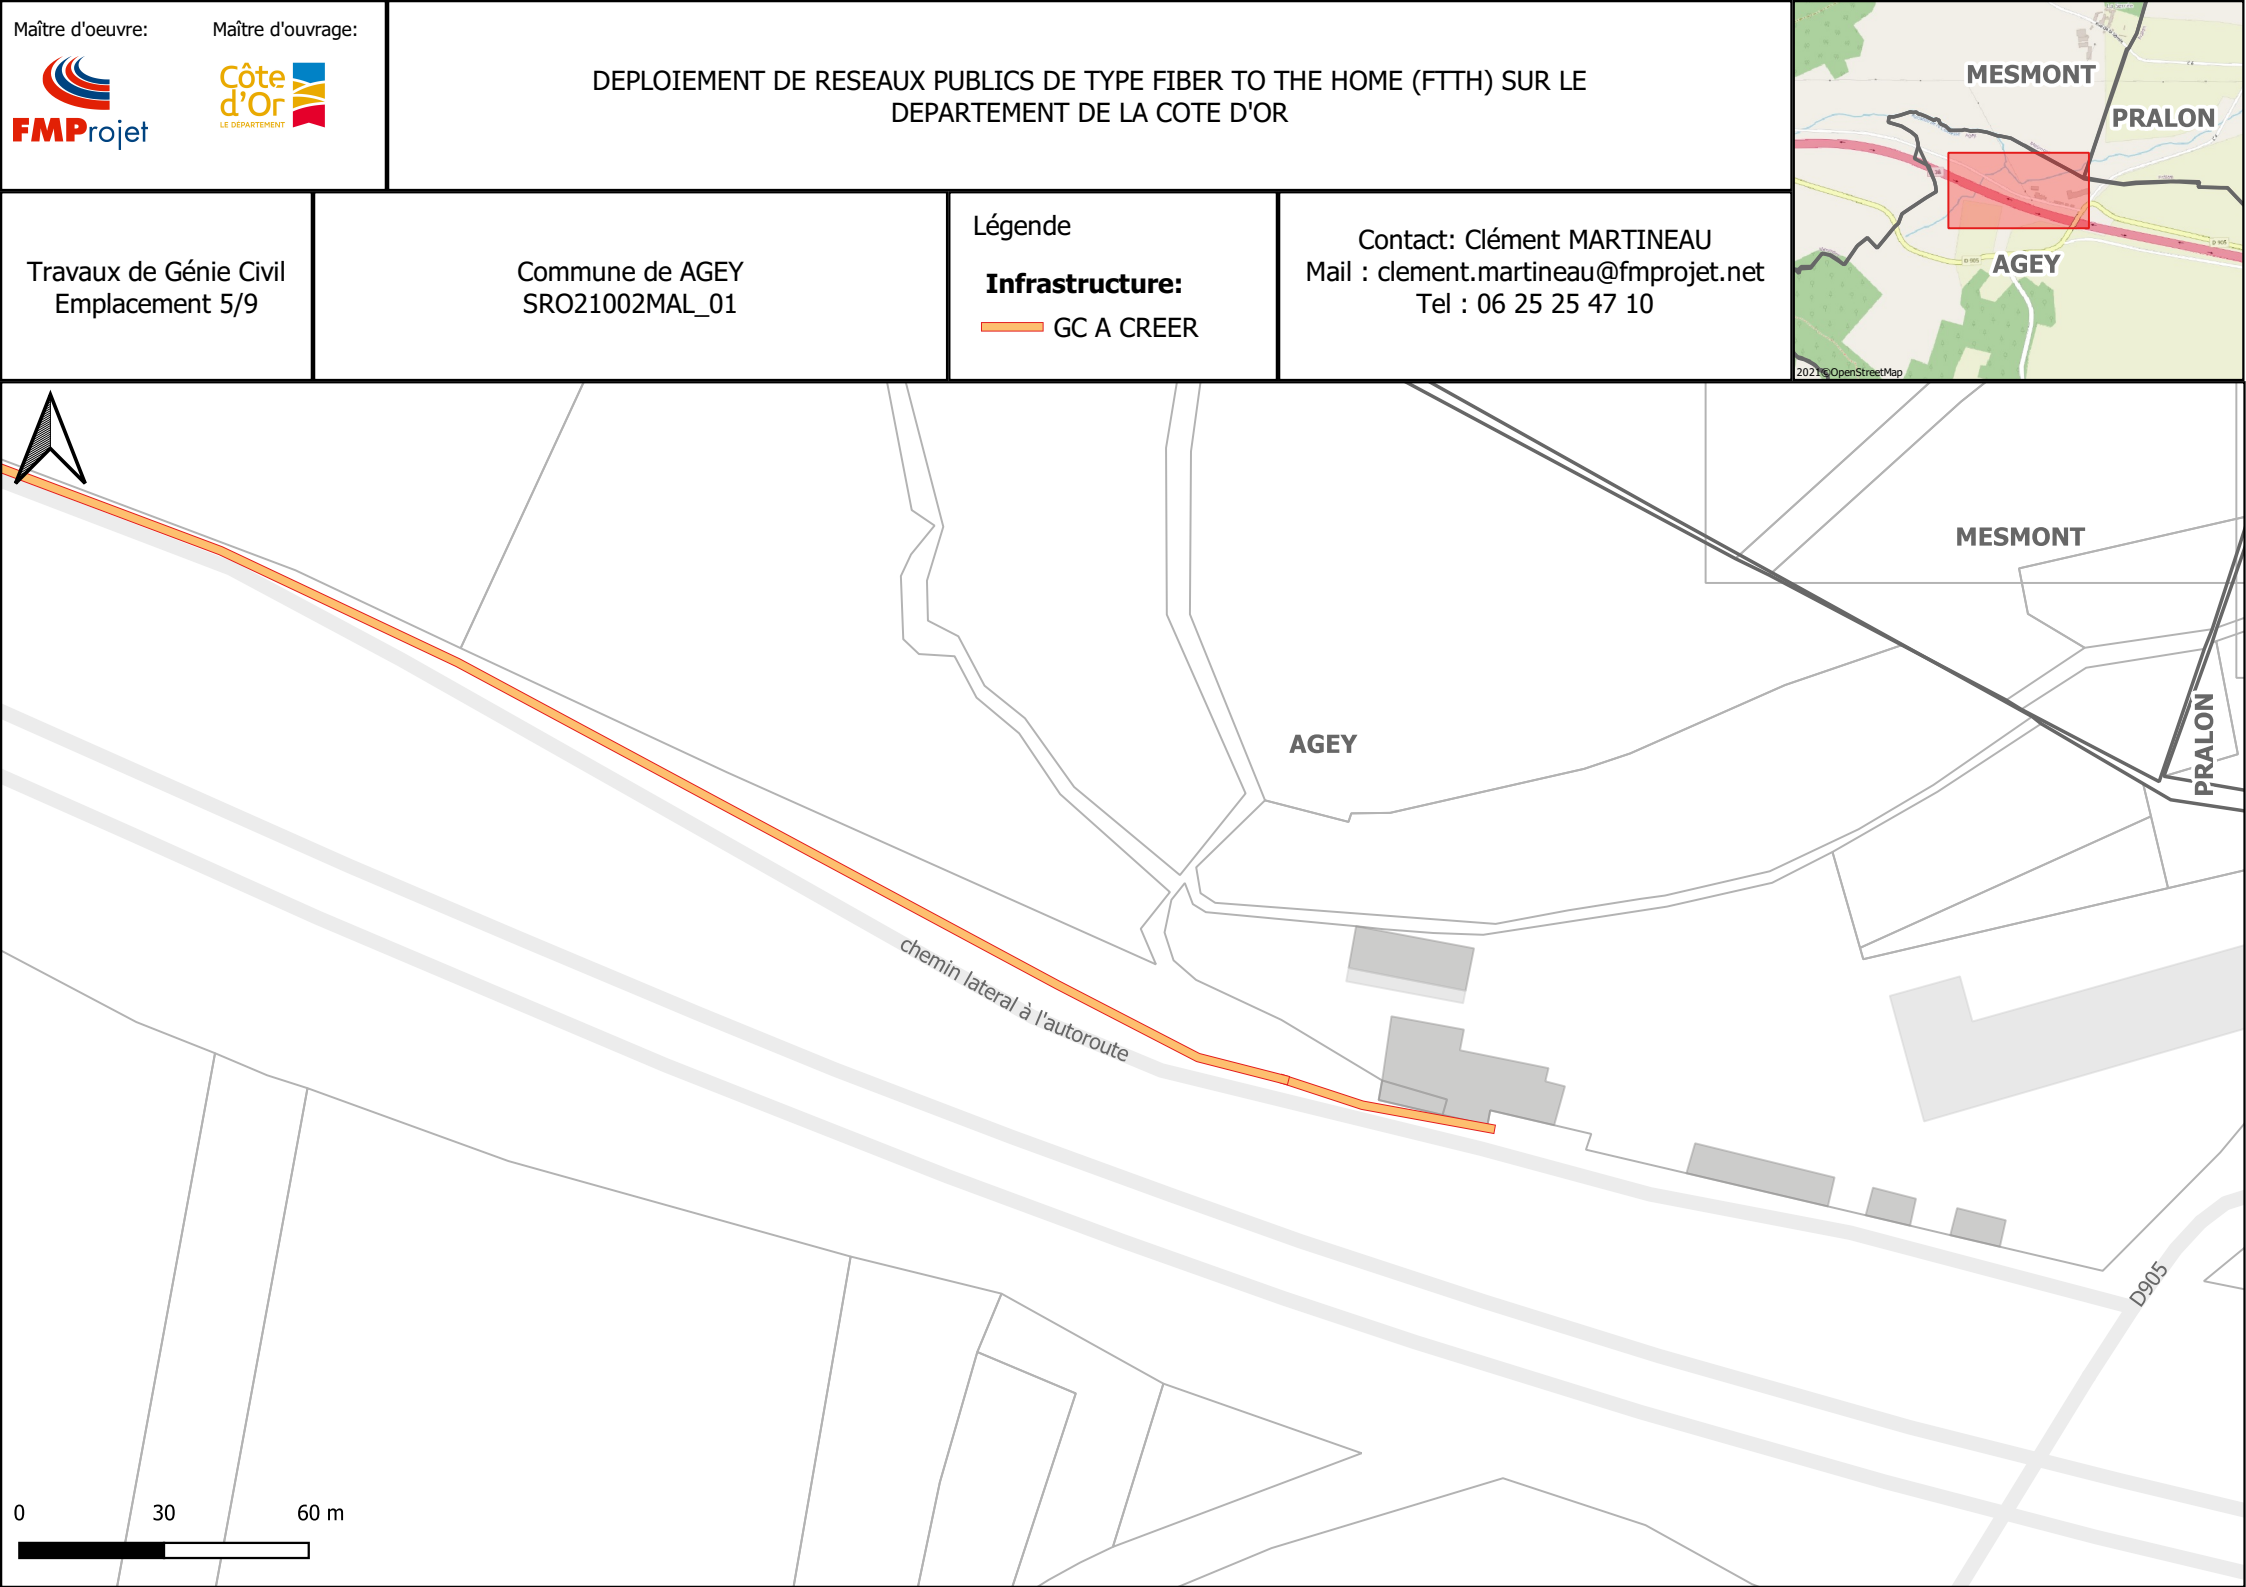 Maître d'oeuvre:
Maître d'ouvrage:
FMProjet
Côte
d'Or
LE DÉPARTEMENT
DEPLOIEMENT DE RESEAUX PUBLICS DE TYPE FIBER TO THE HOME (FTTH) SUR LE
DEPARTEMENT DE LA COTE D'OR
Travaux de Génie Civil
Emplacement 5/9
Commune de AGEY
SRO21002MAL_01
Légende
Infrastructure:
GC A CREER
Contact: Clément MARTINEAU
Mail : clement.martineau@fmprojet.net
Tel : 06 25 25 47 10
MESMONT
PRALON
AGEY
D 905
D 905
2021©OpenStreetMap
MESMONT
AGEY
PRALON
chemin lateral à l'autoroute
D905
0 30 60 m